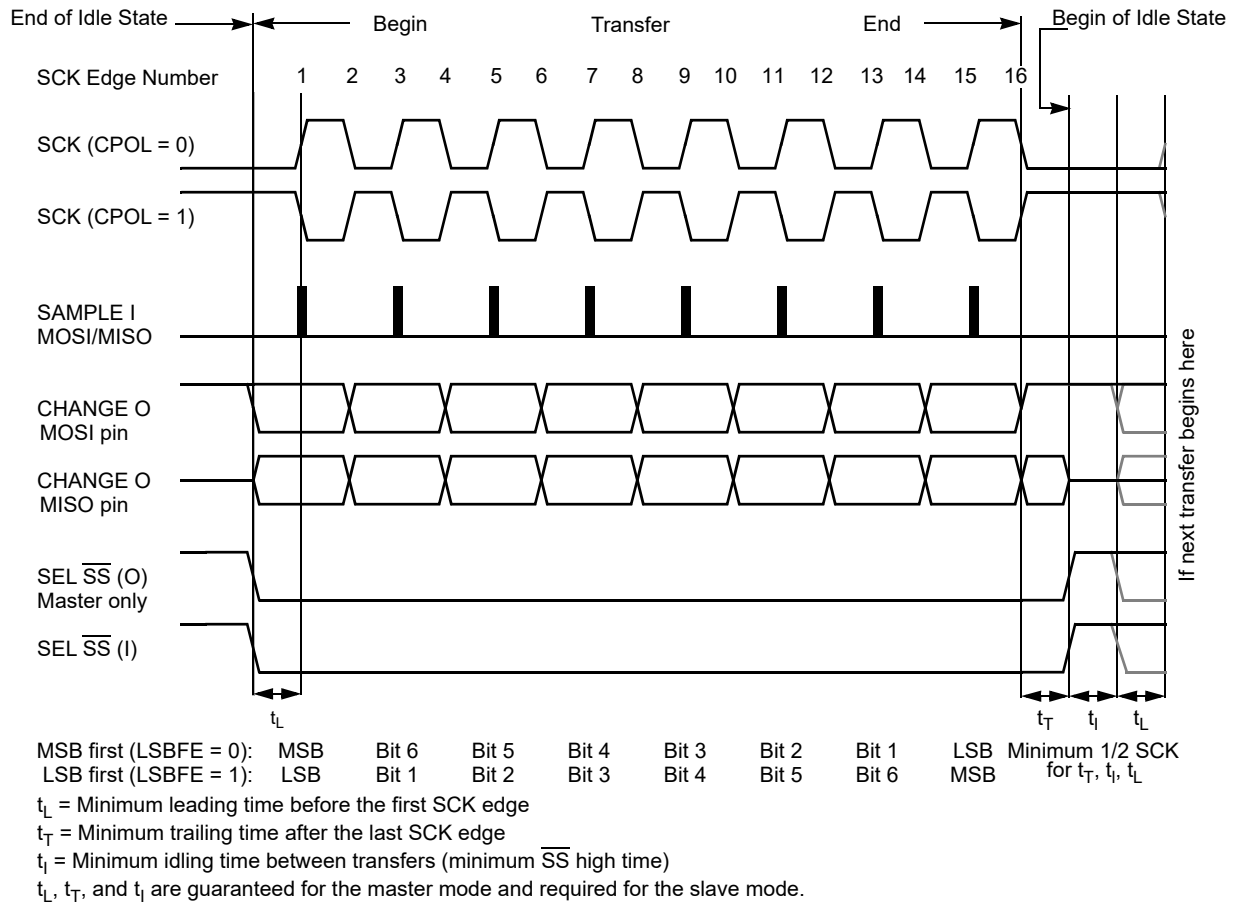 End of Idle State
Begin
Transfer
End
Begin of Idle State
SCK Edge Number
1 2 3 4 5 6 7 8 9 10 11 12 13 14 15 16
SCK (CPOL = 0)
SCK (CPOL = 1)
SAMPLE I
MOSI/MISO
CHANGE O
MOSI pin
CHANGE O
MISO pin
SEL S̅S̅ (O)
Master only
SEL S̅S̅ (I)
If next transfer begins here
tL
tT tI tL
MSB first (LSBFE = 0): MSB Bit 6 Bit 5 Bit 4 Bit 3 Bit 2 Bit 1 LSB
LSB first (LSBFE = 1): LSB Bit 1 Bit 2 Bit 3 Bit 4 Bit 5 Bit 6 MSB
Minimum 1/2 SCK
for tT, tI, tL
tL = Minimum leading time before the first SCK edge
tT = Minimum trailing time after the last SCK edge
tI = Minimum idling time between transfers (minimum S̅S̅ high time)
tL, tT, and tI are guaranteed for the master mode and required for the slave mode.